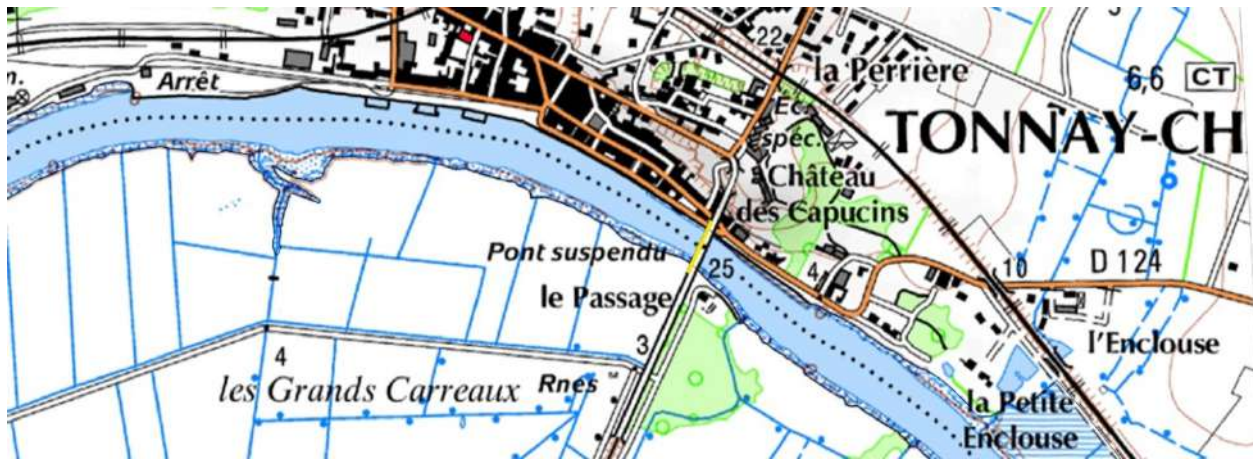 22
la Perrière
6,6
CT
Arrêt
TONNAY-CH
spéc.
Château
des Capucins
Pont suspendu
25
4
10
D 124
le Passage
3
l'Enclouse
4
les Grands Carreaux
Rnes
la Petite
Enclouse